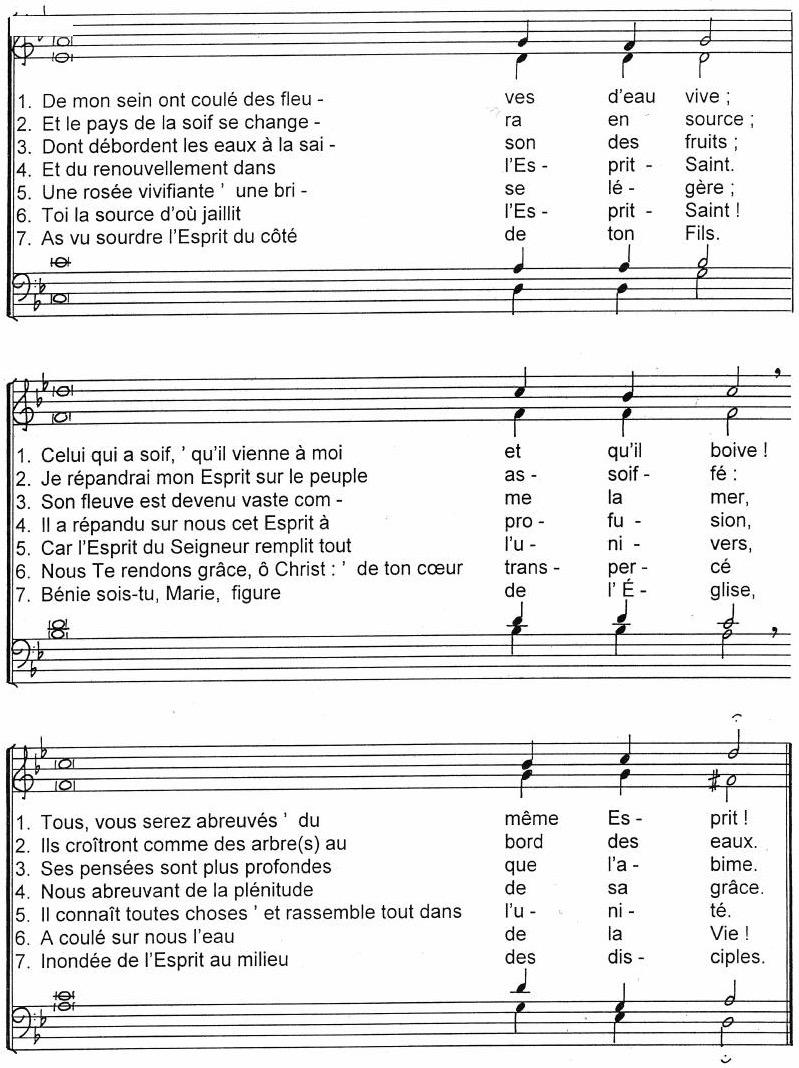 1. De mon sein ont coulé des fleu - ves d'eau vive ;
2. Et le pays de la soif se change - ra en source ;
3. Dont débordent les eaux à la sai - son des fruits ;
4. Et du renouvellement dans l'Es - prit - Saint.
5. Une rosée vivifiante ' une bri - se lé - gère ;
6. Toi la source d'où jaillit l'Es - prit - Saint !
7. As vu sourdre l'Esprit du côté de ton Fils.
1. Celui qui a soif, ' qu'il vienne à moi et qu'il boive !
2. Je répandrai mon Esprit sur le peuple as - soif - fé :
3. Son fleuve est devenu vaste com - me la mer,
4. Il a répandu sur nous cet Esprit à pro - fu - sion,
5. Car l'Esprit du Seigneur remplit tout l'u - ni - vers,
6. Nous Te rendons grâce, ô Christ : ' de ton cœur trans - per - cé
7. Bénie sois-tu, Marie, figure de l' É - glise,
1. Tous, vous serez abreuvés ' du même Es - prit !
2. Ils croîtront comme des arbre(s) au bord des eaux.
3. Ses pensées sont plus profondes que l'a - bime.
4. Nous abreuvant de la plénitude de sa grâce.
5. Il connaît toutes choses ' et rassemble tout dans l'u - ni - té.
6. A coulé sur nous l'eau de la Vie !
7. Inondée de l'Esprit au milieu des dis - ciples.